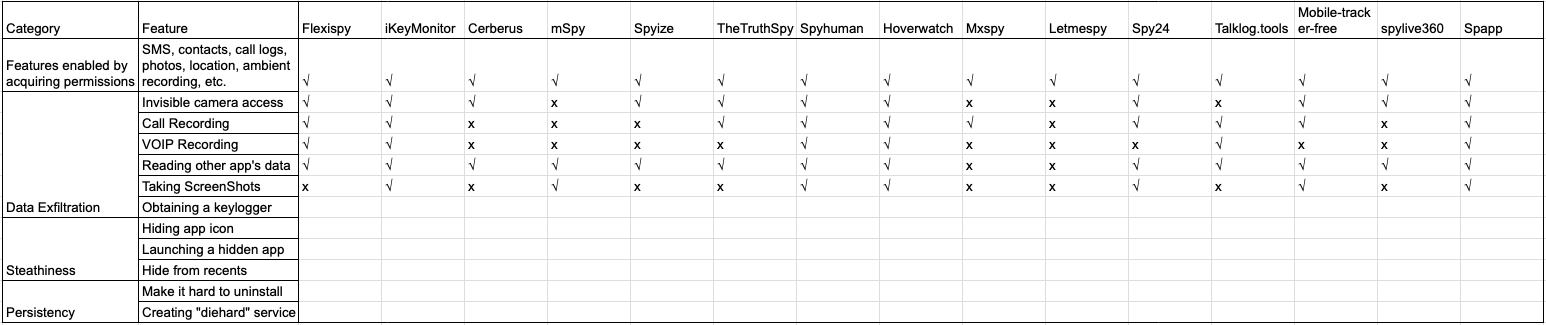 Category Feature Flexispy iKeyMonitor Cerberus mSpy Spyize TheTruthSpy Spyhuman Hoverwatch Mxspy Letmespy Spy24 Talklog.tools Mobile-track er-free spylive360 Spapp
Features enabled by acquiring permissions SMS, contacts, call logs, photos, location, ambient recording, etc. √ √ √ √ √ √ √ √ √ √ √ √ √ √ √
Invisible camera access √ √ √ x √ √ √ √ x x √ x √ √ √
Call Recording √ √ x x x √ √ √ √ x √ √ √ x √
VOIP Recording √ √ x x x x √ √ x x x √ x x √
Reading other app's data √ √ √ √ √ √ √ √ x x √ √ √ √ √
Taking ScreenShots x √ x √ x x √ √ x x √ x √ x √
Data Exfiltration Obtaining a keylogger
Hiding app icon
Launching a hidden app
Steathiness Hide from recents
Make it hard to uninstall
Persistency Creating "diehard" service